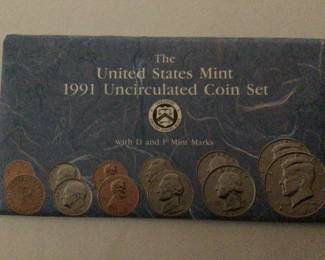 The
United States Mint
1991 Uncirculated Coin Set
with D and P Mint Marks